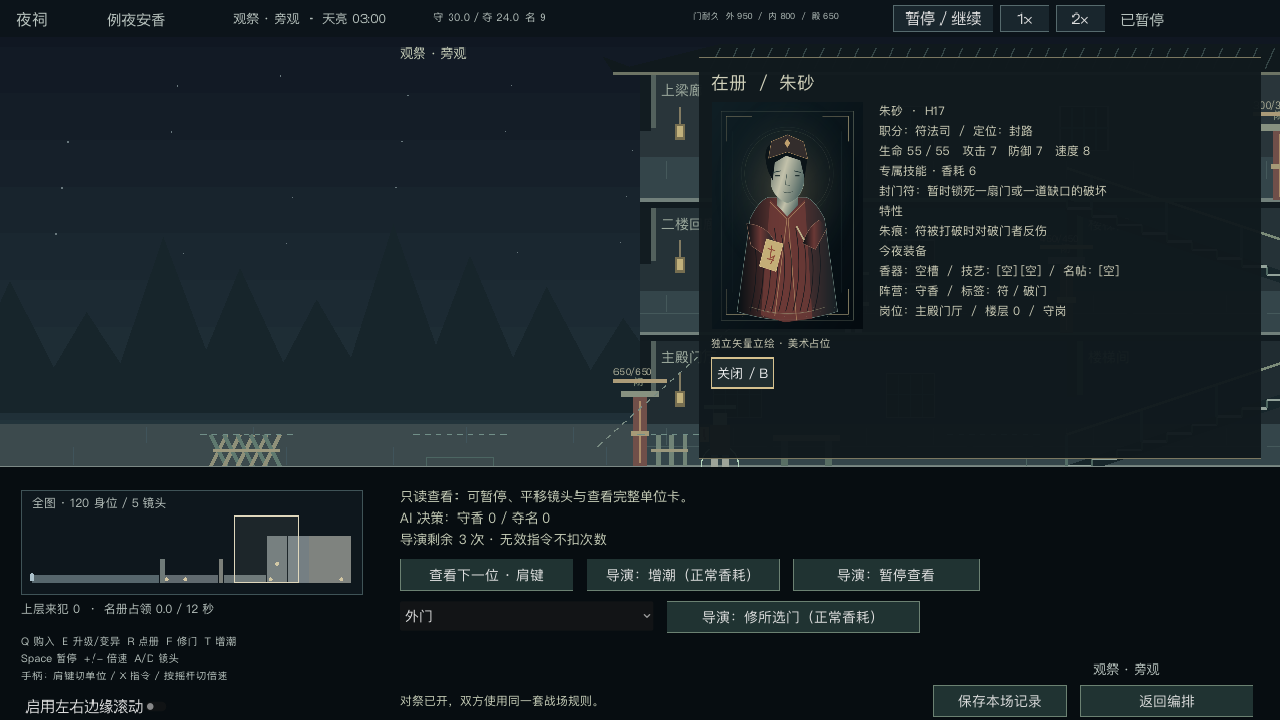 夜祠 例夜安香 观祭 · 旁观 · 天亮 03:00 守 30.0 / 夺 24.0 名 9 门耐久 外 950 / 内 800 / 殿 650 暂停 / 继续 1× 2× 已暂停
观祭 · 旁观
在册 / 朱砂
上梁廊
朱砂 · H17
职分：符法司 / 定位：封路
生命 55 / 55 攻击 7 防御 7 速度 8
专属技能 · 香耗 6
封门符：暂时锁死一扇门或一道缺口的破坏
二楼回
特性
朱痕：符被打破时对破门者反伤
今夜装备
香器：空槽 / 技艺：[空] [空] / 名帖：[空]
阵营：守香 / 标签：符 / 破门
岗位：主殿门厅 / 楼层 0 / 守岗
独立矢量立绘 · 美术占位
主殿门
650/650
闭
关闭 / B
全图 · 120 身位 / 5 镜头
上层来犯 0 · 名册占领 0.0 / 12 秒
Q 购入 E 升级/变异 R 点册 F 修门 T 增潮
Space 暂停 +/− 倍速 A/D 镜头
手柄：肩键切单位 / X 指令 / 按摇杆切倍速
启用左右边缘滚动
只读查看：可暂停、平移镜头与查看完整单位卡。
AI 决策：守香 0 / 夺名 0
导演剩余 3 次 · 无效指令不扣次数
查看下一位 · 肩键 导演：增潮（正常香耗） 导演：暂停查看
外门 导演：修所选门（正常香耗）
观祭 · 旁观
对祭已开，双方使用同一套战场规则。 保存本场记录 返回编排